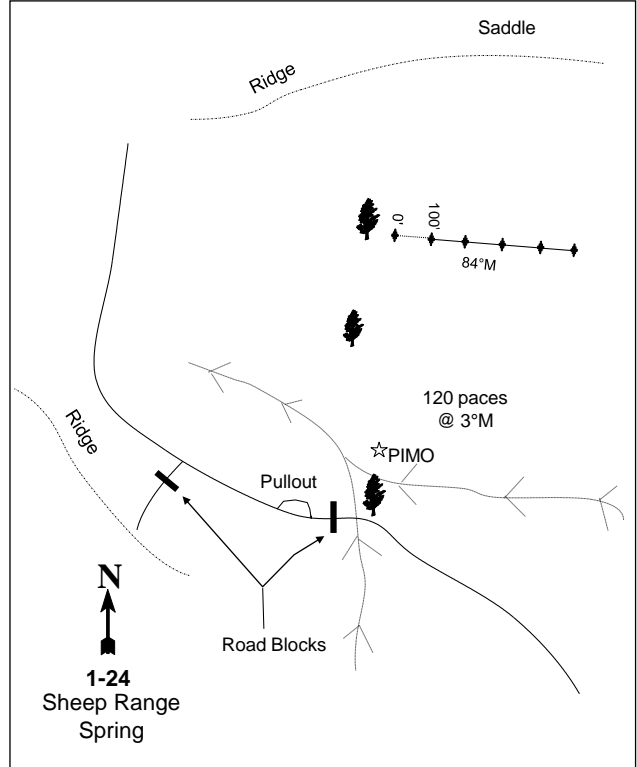 Saddle
Ridge
0'
100'
84°M
120 paces
@ 3°M
Ridge
PIMO
Pullout
N
Road Blocks
1-24
Sheep Range
Spring